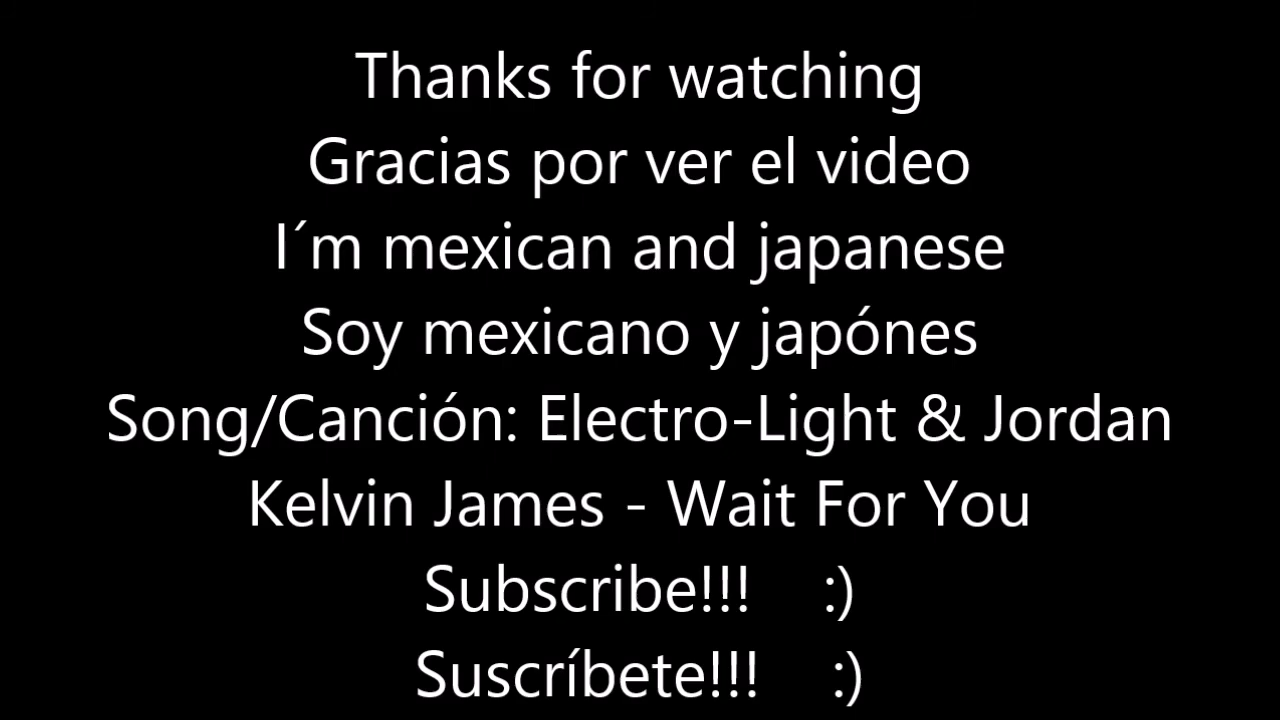 Thanks for watching
Gracias por ver el video
I´m mexican and japanese
Soy mexicano y japónes
Song/Canción: Electro-Light & Jordan
Kelvin James - Wait For You
Subscribe!!! :)
Suscríbete!!! :)